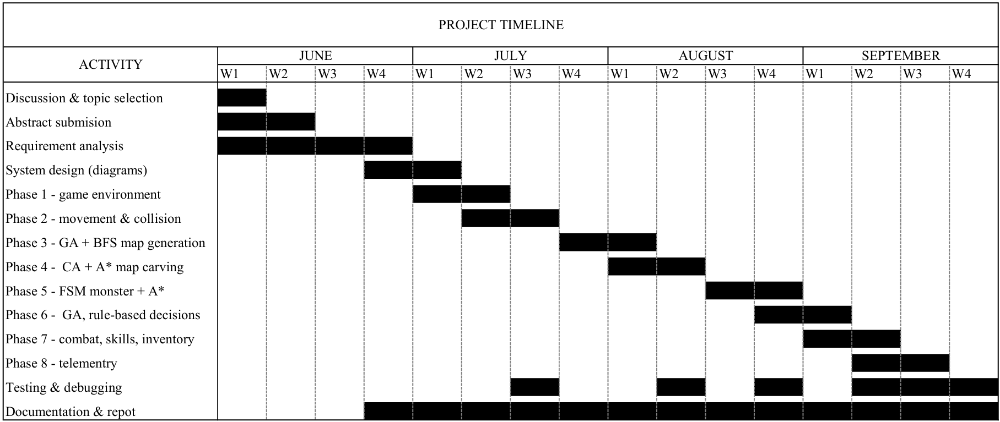 PROJECT TIMELINE
ACTIVITY
JUNE JULY AUGUST SEPTEMBER
W1 W2 W3 W4 W1 W2 W3 W4 W1 W2 W3 W4 W1 W2 W3 W4
Discussion & topic selection
Abstract submision
Requirement analysis
System design (diagrams)
Phase 1 - game environment
Phase 2 - movement & collision
Phase 3 - GA + BFS map generation
Phase 4 -  CA + A* map carving
Phase 5 - FSM monster + A*
Phase 6 -  GA, rule-based decisions
Phase 7 - combat, skills, inventory
Phase 8 - telementry
Testing & debugging
Documentation & repot